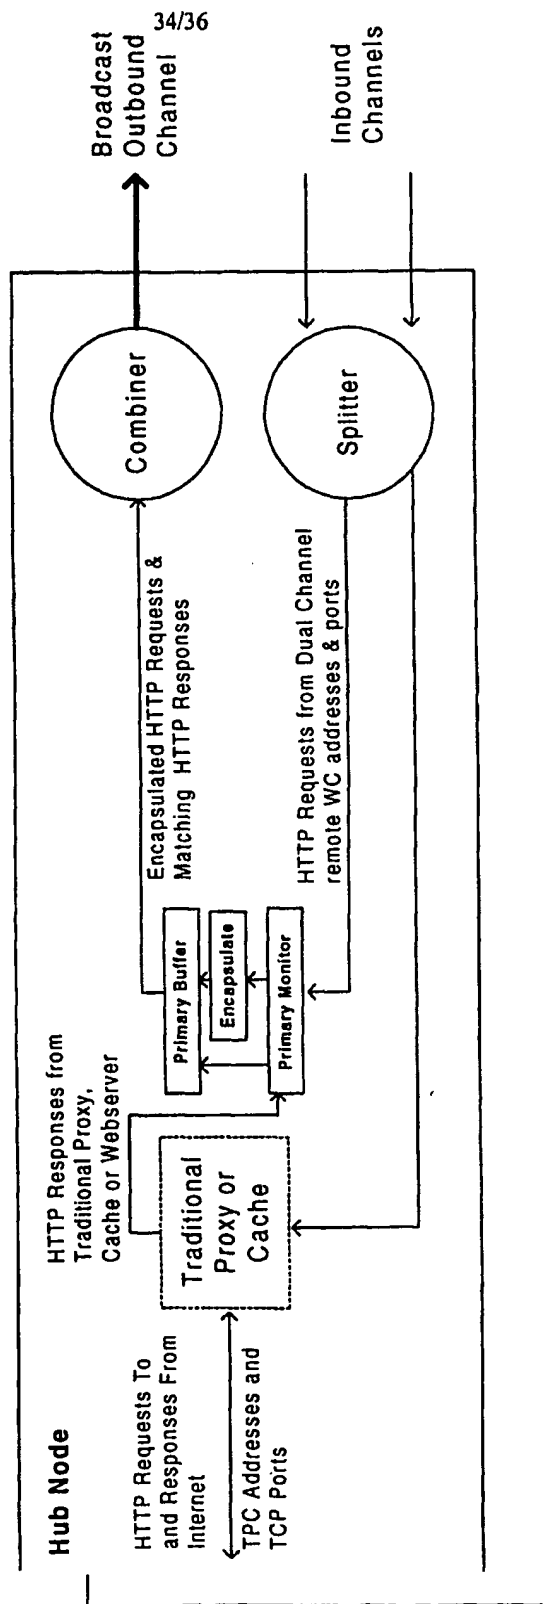 34/36
Hub Node
HTTP Requests To
and Responses From
Internet
TPC Addresses and
TCP Ports
HTTP Responses from
Traditional Proxy,
Cache or Webserver
Traditional
Proxy or
Cache
Primary Buffer
Encapsulate
Primary Monitor
Encapsulated HTTP Requests &
Matching HTTP Responses
HTTP Requests from Dual Channel
remote WC addresses & ports
Combiner
Splitter
Broadcast
Outbound
Channel
Inbound
Channels